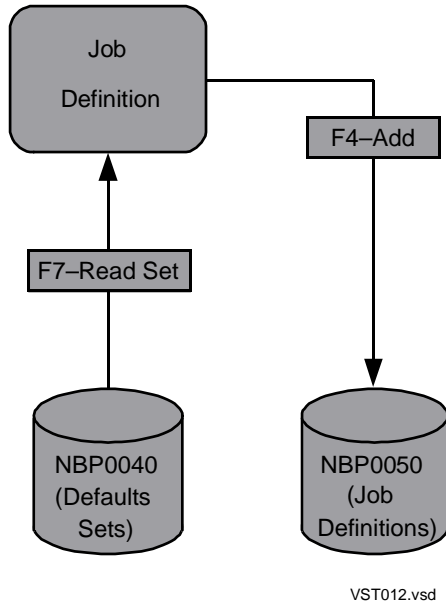 Job
Definition
F4–Add
F7–Read Set
NBP0040
(Defaults
Sets)
NBP0050
(Job
Definitions)
VST012.vsd